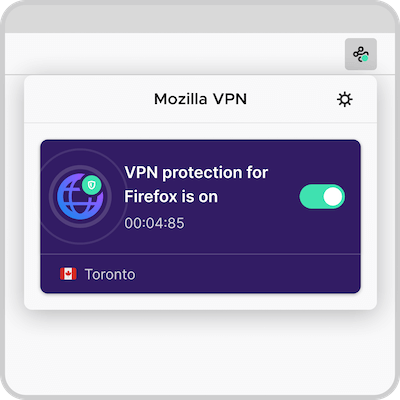 Mozilla VPN
VPN protection for
Firefox is on
00:04:85
Toronto